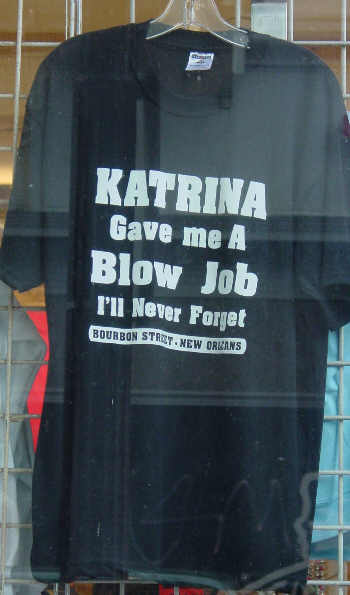 KATRINA
Gave me A
Blow Job
I'll Never Forget
BOURBON STREET • NEW ORLEANS